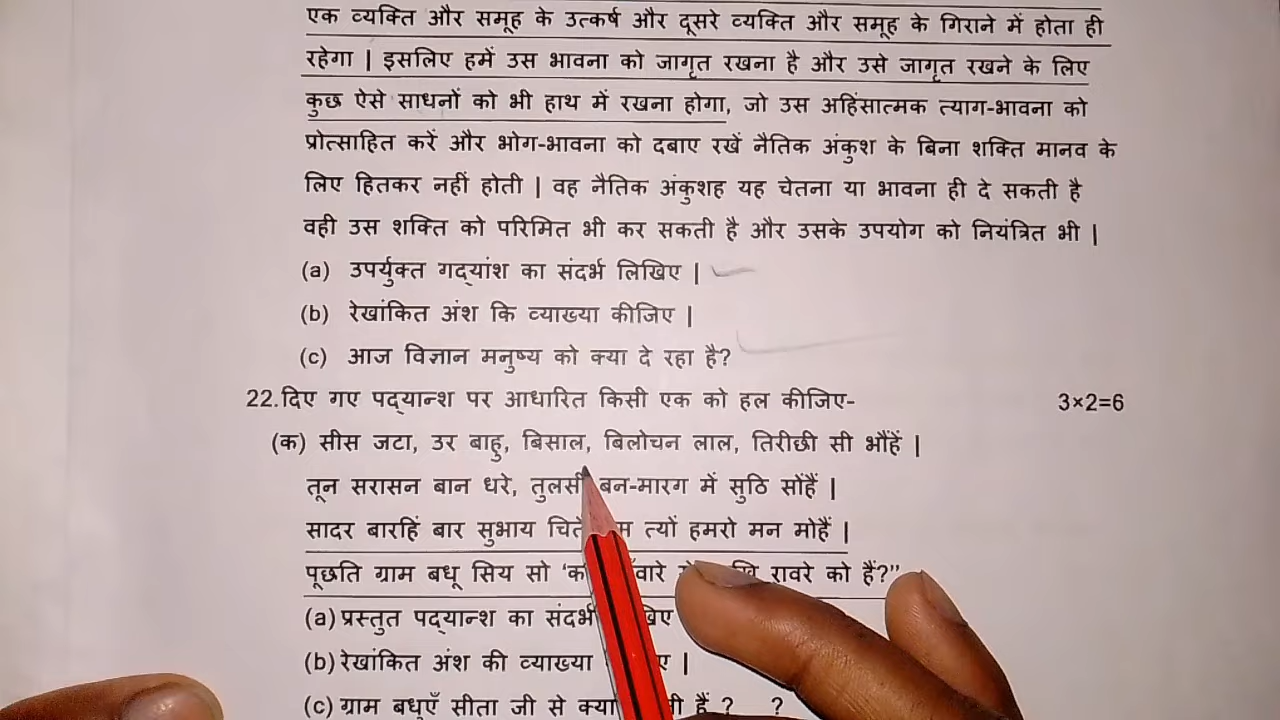 एक व्यक्ति और समूह के उत्कर्ष और दूसरे व्यक्ति और समूह के गिराने में होता ही
रहेगा | इसलिए हमें उस भावना को जागृत रखना है और उसे जागृत रखने के लिए
कुछ ऐसे साधनों को भी हाथ में रखना होगा, जो उस अहिंसात्मक त्याग-भावना को
प्रोत्साहित करें और भोग-भावना को दबाए रखें नैतिक अंकुश के बिना शक्ति मानव के
लिए हितकर नहीं होती | वह नैतिक अंकुशह यह चेतना या भावना ही दे सकती है
वही उस शक्ति को परिमित भी कर सकती है और उसके उपयोग को नियंत्रित भी |
(a) उपर्युक्त गद्यांश का संदर्भ लिखिए |
(b) रेखांकित अंश कि व्याख्या कीजिए |
(c) आज विज्ञान मनुष्य को क्या दे रहा है?
22.दिए गए पद्यान्श पर आधारित किसी एक को हल कीजिए- 3×2=6
(क) सीस जटा, उर बाहु, बिसाल, बिलोचन लाल, तिरीछी सी भौंहें |
तून सरासन बान धरे, तुलसी बन-मारग में सुठि सोंहैं |
सादर बारहिं बार सुभाय त्यों हमरो मन मोहैं |
पूछति ग्राम बधू सिय सो रावरे को हैं?”
(a) प्रस्तुत पद्यान्श का संदर्भ
(b) रेखांकित अंश की व्याख्या |
(c) ग्राम बधुएँ सीता जी से क्या हैं ? ?